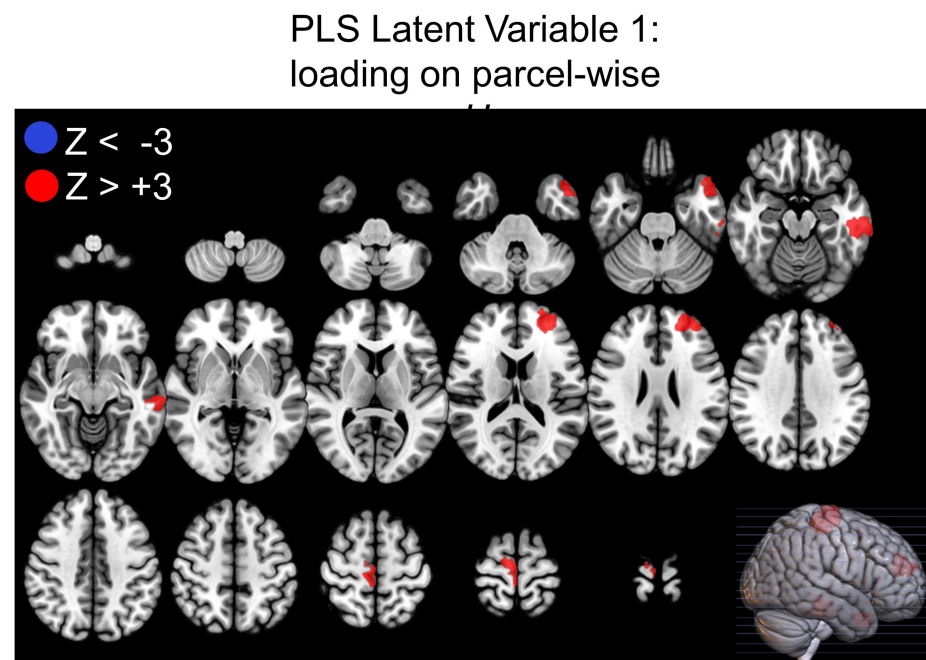 PLS Latent Variable 1:
loading on parcel-wise
Z < -3
Z > +3